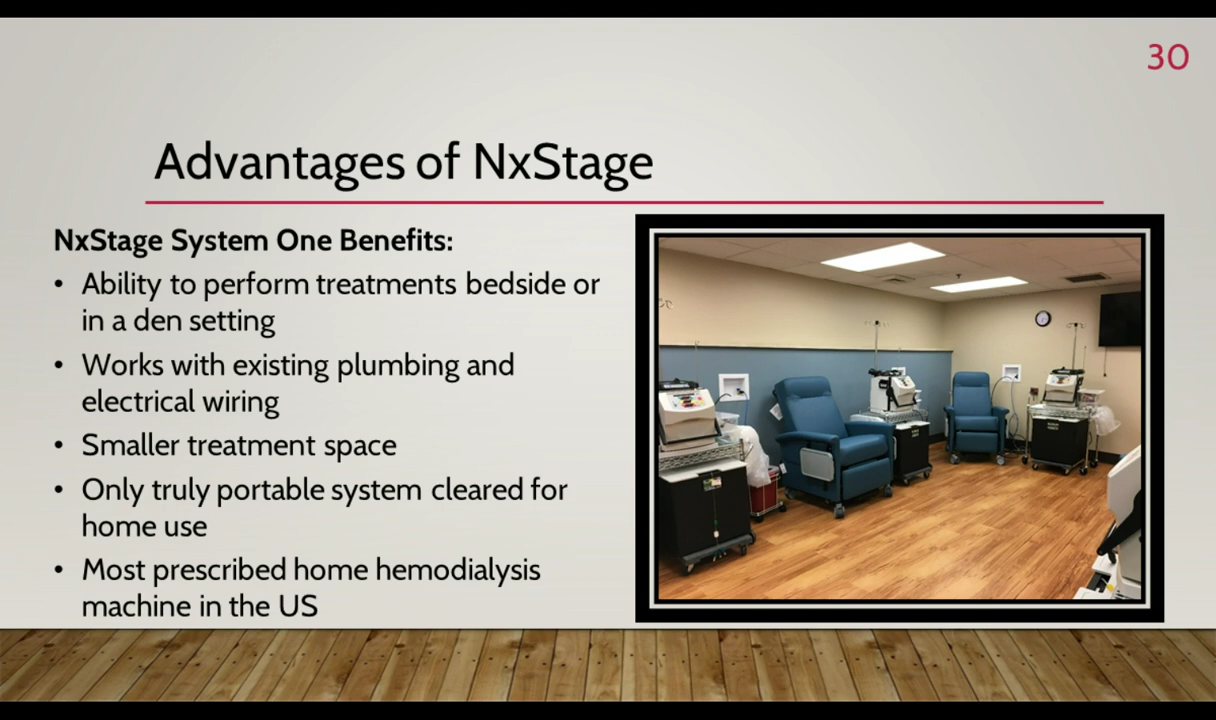 30
Advantages of NxStage
NxStage System One Benefits:
• Ability to perform treatments bedside or
in a den setting
• Works with existing plumbing and
electrical wiring
• Smaller treatment space
• Only truly portable system cleared for
home use
• Most prescribed home hemodialysis
machine in the US